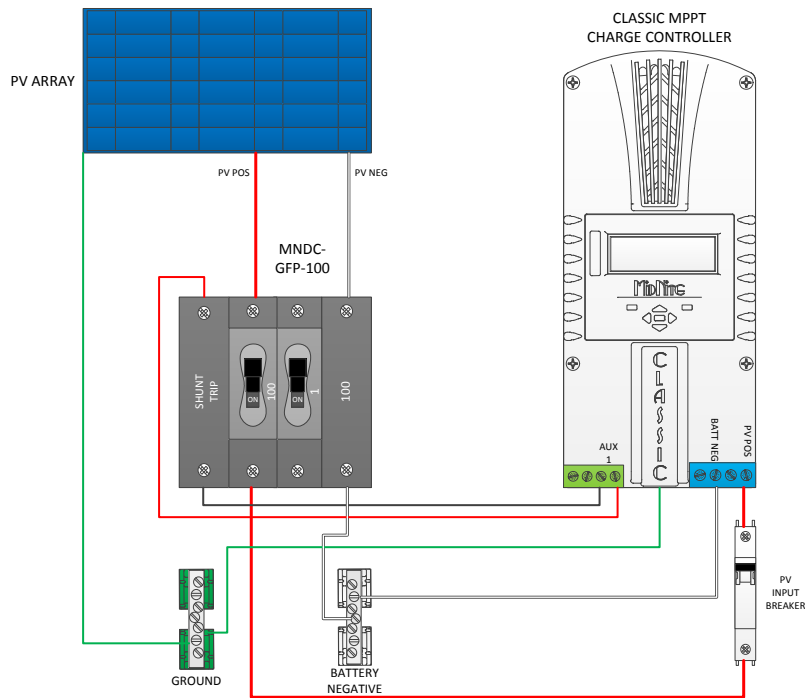 CLASSIC MPPT
CHARGE CONTROLLER
PV ARRAY
PV POS
PV NEG
MNDC-
GFP-100
MIDNITE
SHUNT
TRIP
100
ON
1
ON
100
CLASSIC
AUX
1
BATT NEG
PV POS
PV
INPUT
BREAKER
GROUND
BATTERY
NEGATIVE